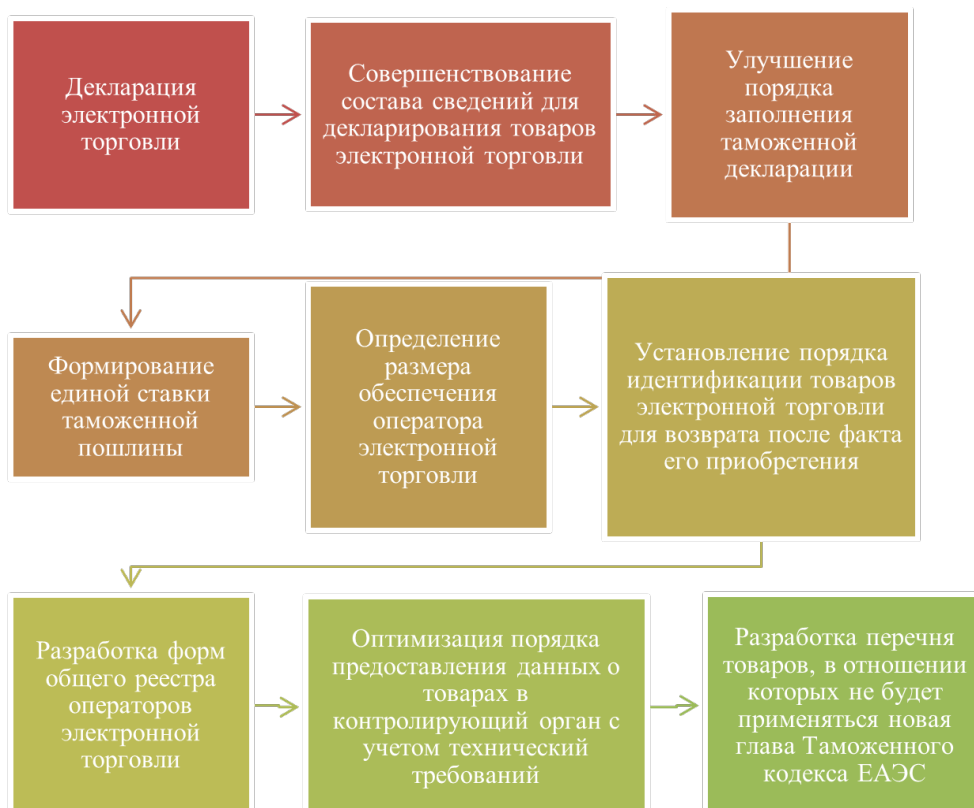 Декларация
электронной
торговли
Совершенствование
состава сведений для
декларирования товаров
электронной торговли
Улучшение
порядка
заполнения
таможенной
декларации
Формирование
единой ставки
таможенной
пошлины
Определение
размера
обеспечения
оператора
электронной
торговли
Установление порядка
идентификации товаров
электронной торговли
для возврата после факта
его приобретения
Разработка форм
общего реестра
операторов
электронной
торговли
Оптимизация порядка
предоставления данных о
товарах в
контролирующий орган с
учетом технический
требований
Разработка перечня
товаров, в отношении
которых не будет
применяться новая
глава Таможенного
кодекса ЕАЭС